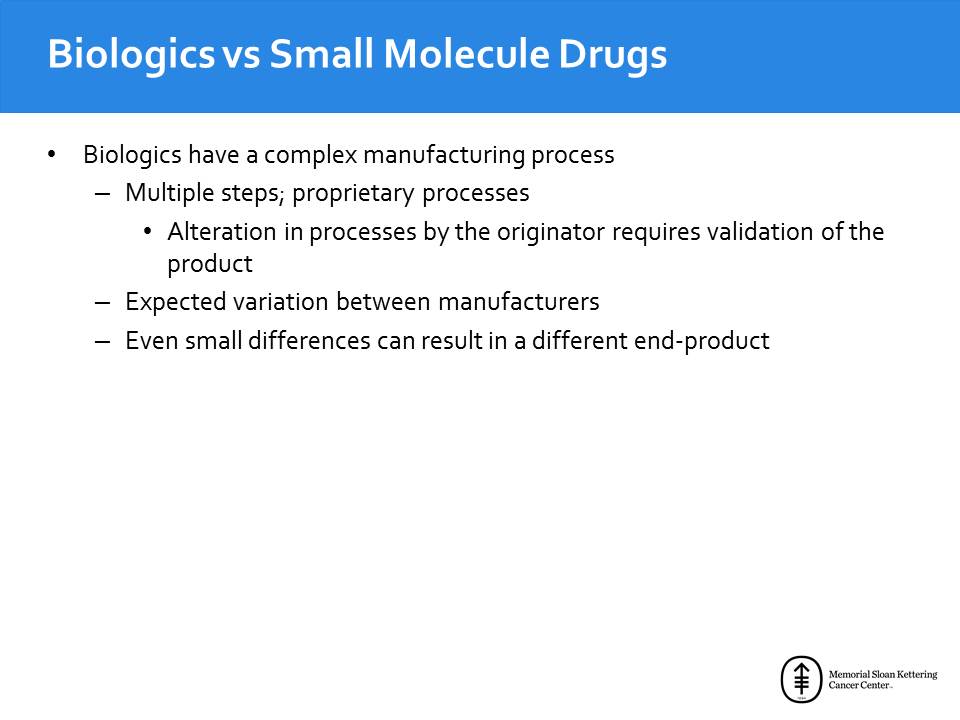 Biologics vs Small Molecule Drugs
• Biologics have a complex manufacturing process
– Multiple steps; proprietary processes
• Alteration in processes by the originator requires validation of the
product
– Expected variation between manufacturers
– Even small differences can result in a different end-product
Memorial Sloan Kettering
Cancer Center